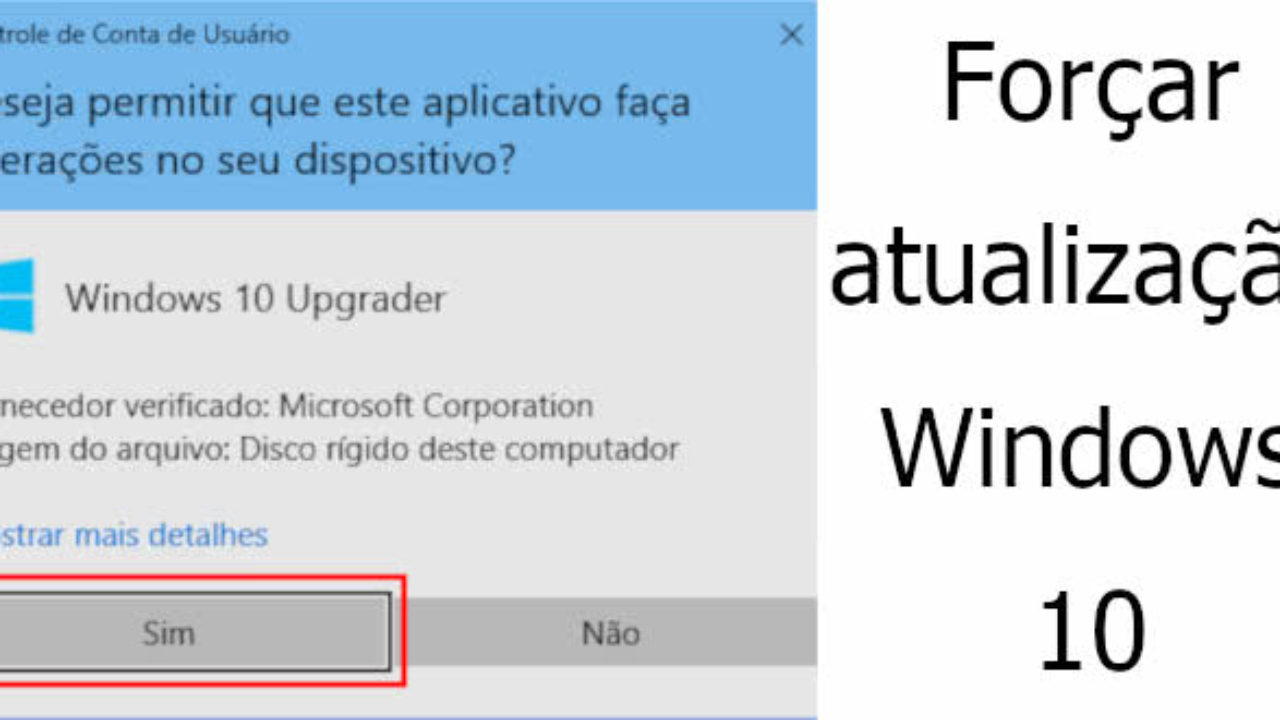 trole de Conta de Usuário
seja permitir que este aplicativo faça
erações no seu dispositivo?
Windows 10 Upgrader
necedor verificado: Microsoft Corporation
gem do arquivo: Disco rígido deste computador
strar mais detalhes
Sim
Não
Forçar
atualizaçã
Windows
10